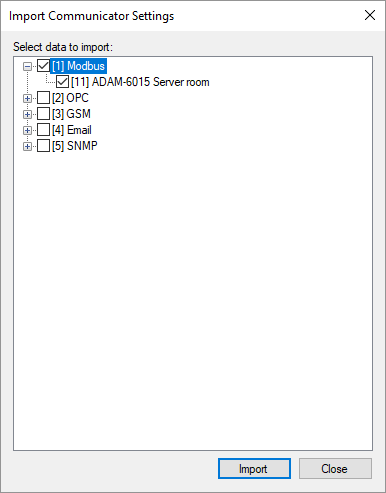 Import Communicator Settings
Select data to import:
[1] Modbus
[11] ADAM-6015 Server room
[2] OPC
[3] GSM
[4] Email
[5] SNMP
Import Close